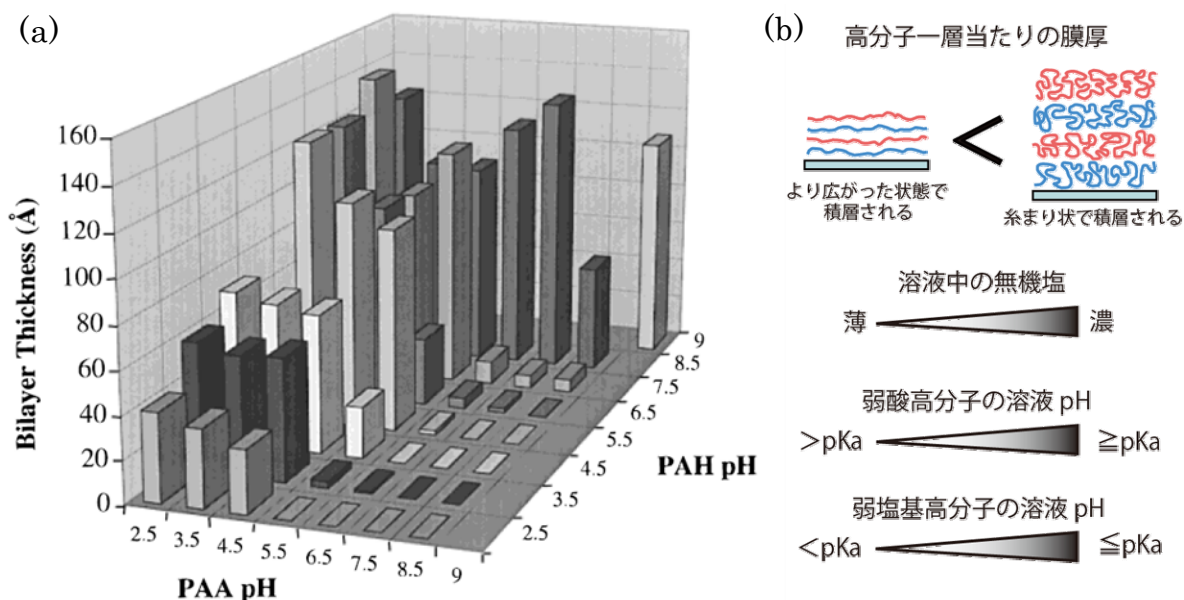 (a)
160
140
120
100
80
60
40
20
0
Bilayer Thickness (Å)
2.5
3.5
4.5
5.5
6.5
7.5
8.5
9
PAA pH
9
8.5
7.5
6.5
5.5
4.5
3.5
2.5
PAH pH
(b)
高分子一層当たりの膜厚
<
より広がった状態で
積層される
糸まり状で積層される
溶液中の無機塩
薄 濃
弱酸高分子の溶液 pH
>pKa ≧pKa
弱塩基高分子の溶液 pH
<pKa ≦pKa